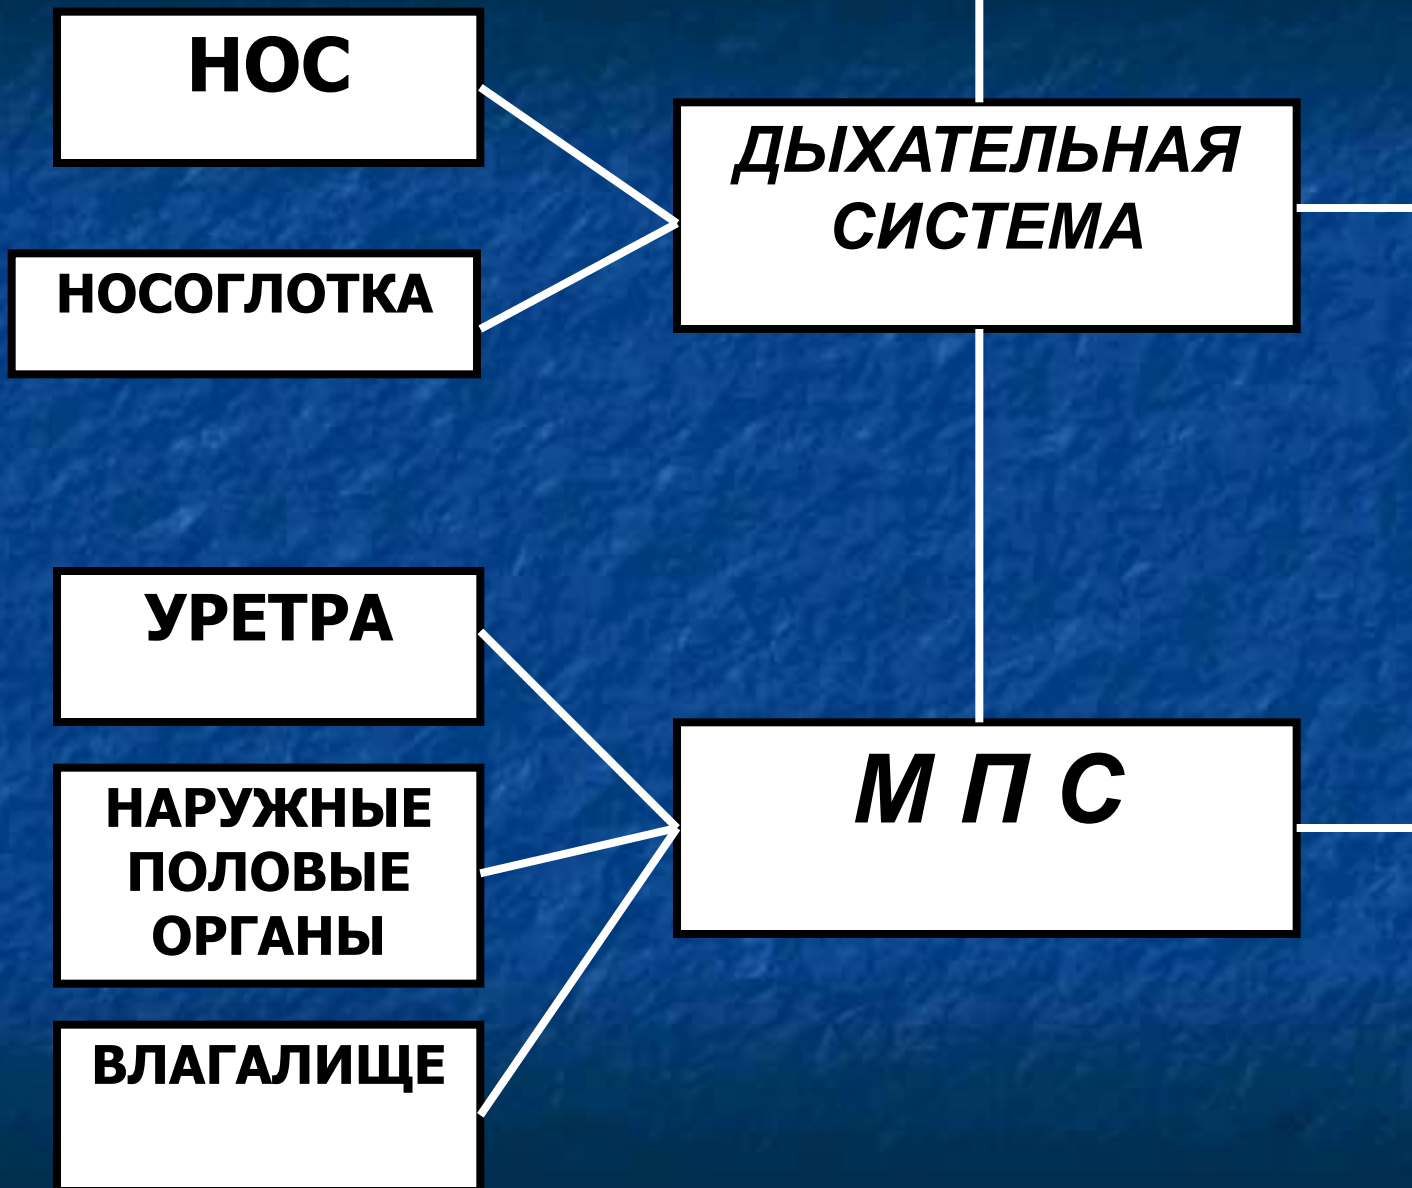 НОС
ДЫХАТЕЛЬНАЯ
СИСТЕМА
НОСОГЛОТКА
УРЕТРА
М П С
НАРУЖНЫЕ
ПОЛОВЫЕ
ОРГАНЫ
ВЛАГАЛИЩЕ